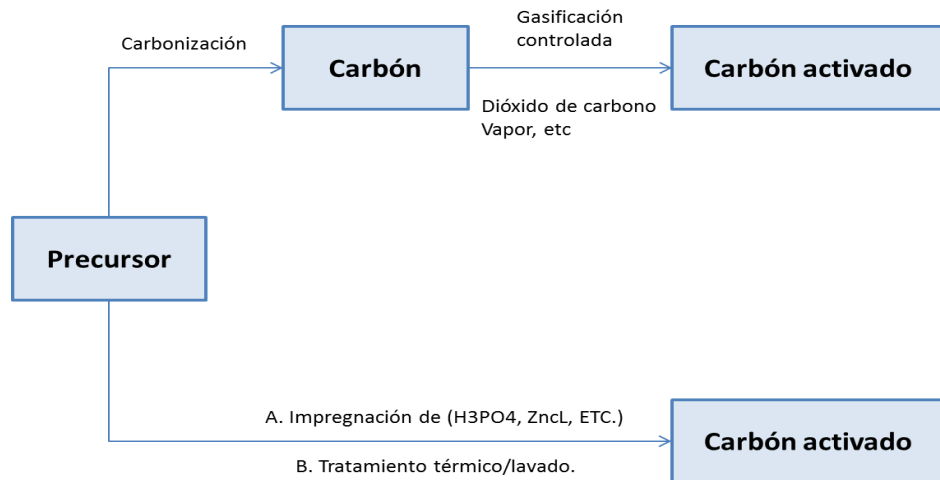 Carbonización
Gasificación
controlada
Carbón
Carbón activado
Dióxido de carbono
Vapor, etc
Precursor
A. Impregnación de (H3PO4, ZncL, ETC.)
Carbón activado
B. Tratamiento térmico/lavado.